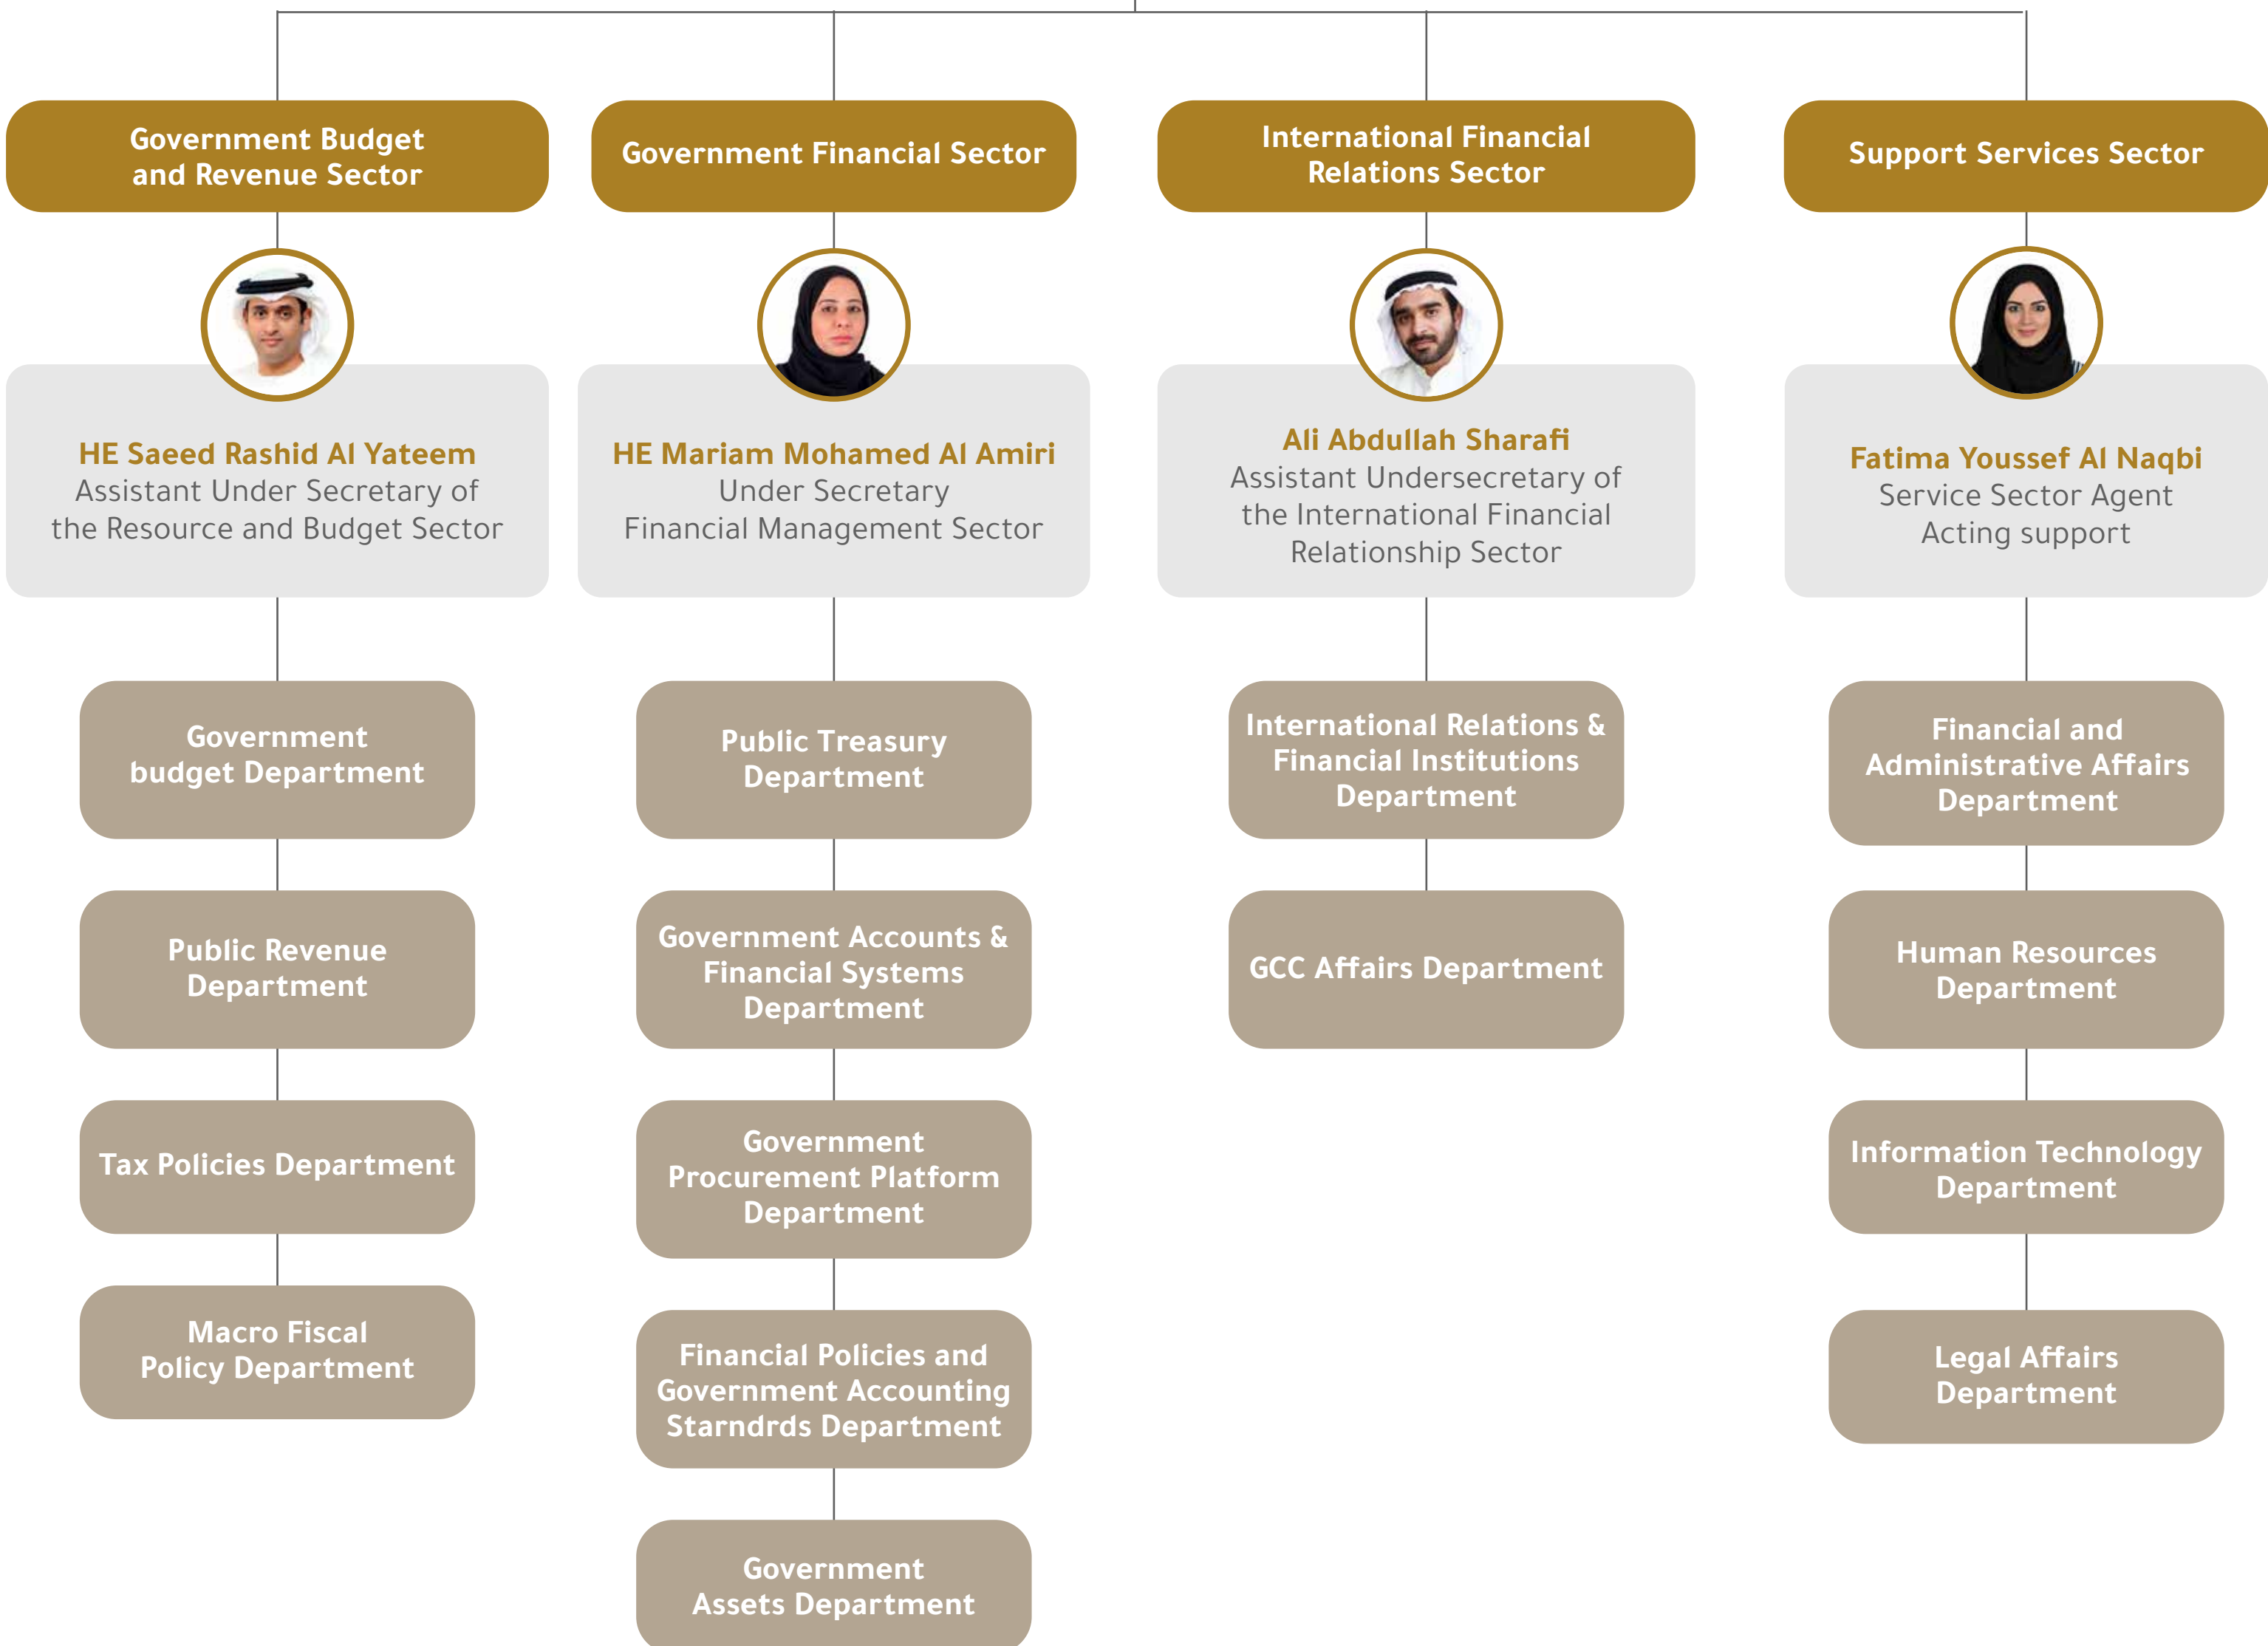 Government Budget
and Revenue Sector
HE Saeed Rashid Al Yateem
Assistant Under Secretary of
the Resource and Budget Sector
Government
budget Department
Public Revenue
Department
Tax Policies Department
Macro Fiscal
Policy Department
Government Financial Sector
HE Mariam Mohamed Al Amiri
Under Secretary
Financial Management Sector
Public Treasury
Department
Government Accounts &
Financial Systems
Department
Government
Procurement Platform
Department
Financial Policies and
Government Accounting
Starndrds Department
Government
Assets Department
International Financial
Relations Sector
Ali Abdullah Sharafi
Assistant Undersecretary of
the International Financial
Relationship Sector
International Relations &
Financial Institutions
Department
GCC Affairs Department
Support Services Sector
Fatima Youssef Al Naqbi
Service Sector Agent
Acting support
Financial and
Administrative Affairs
Department
Human Resources
Department
Information Technology
Department
Legal Affairs
Department